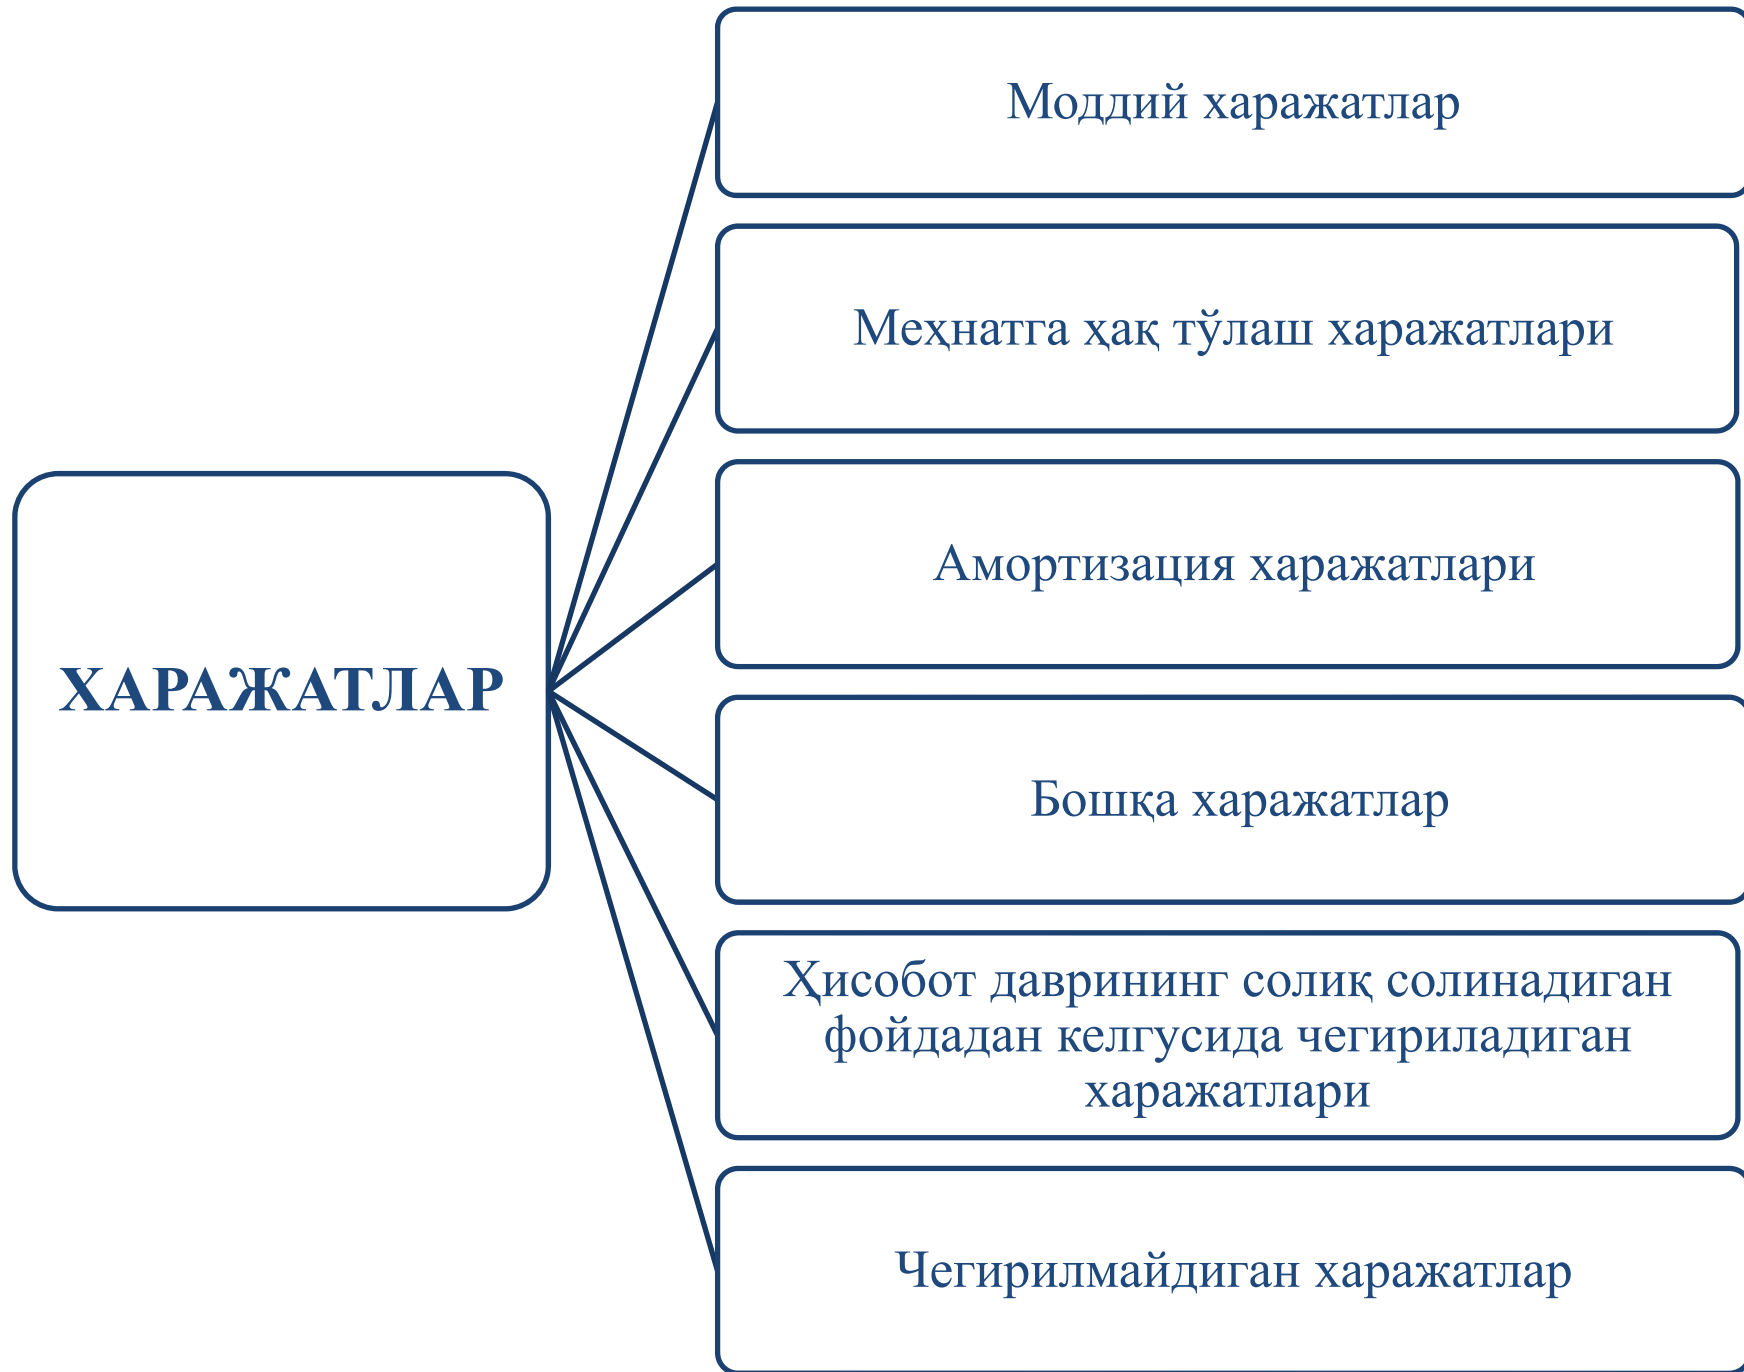 ХАРАЖАТЛАР
Моддий харажатлар
Меҳнатга ҳақ тўлаш харажатлари
Амортизация харажатлари
Бошқа харажатлар
Ҳисобот даврининг солиқ солинадиган
фойдадан келгусида чегириладиган
харажатлари
Чегирилмайдиган харажатлар